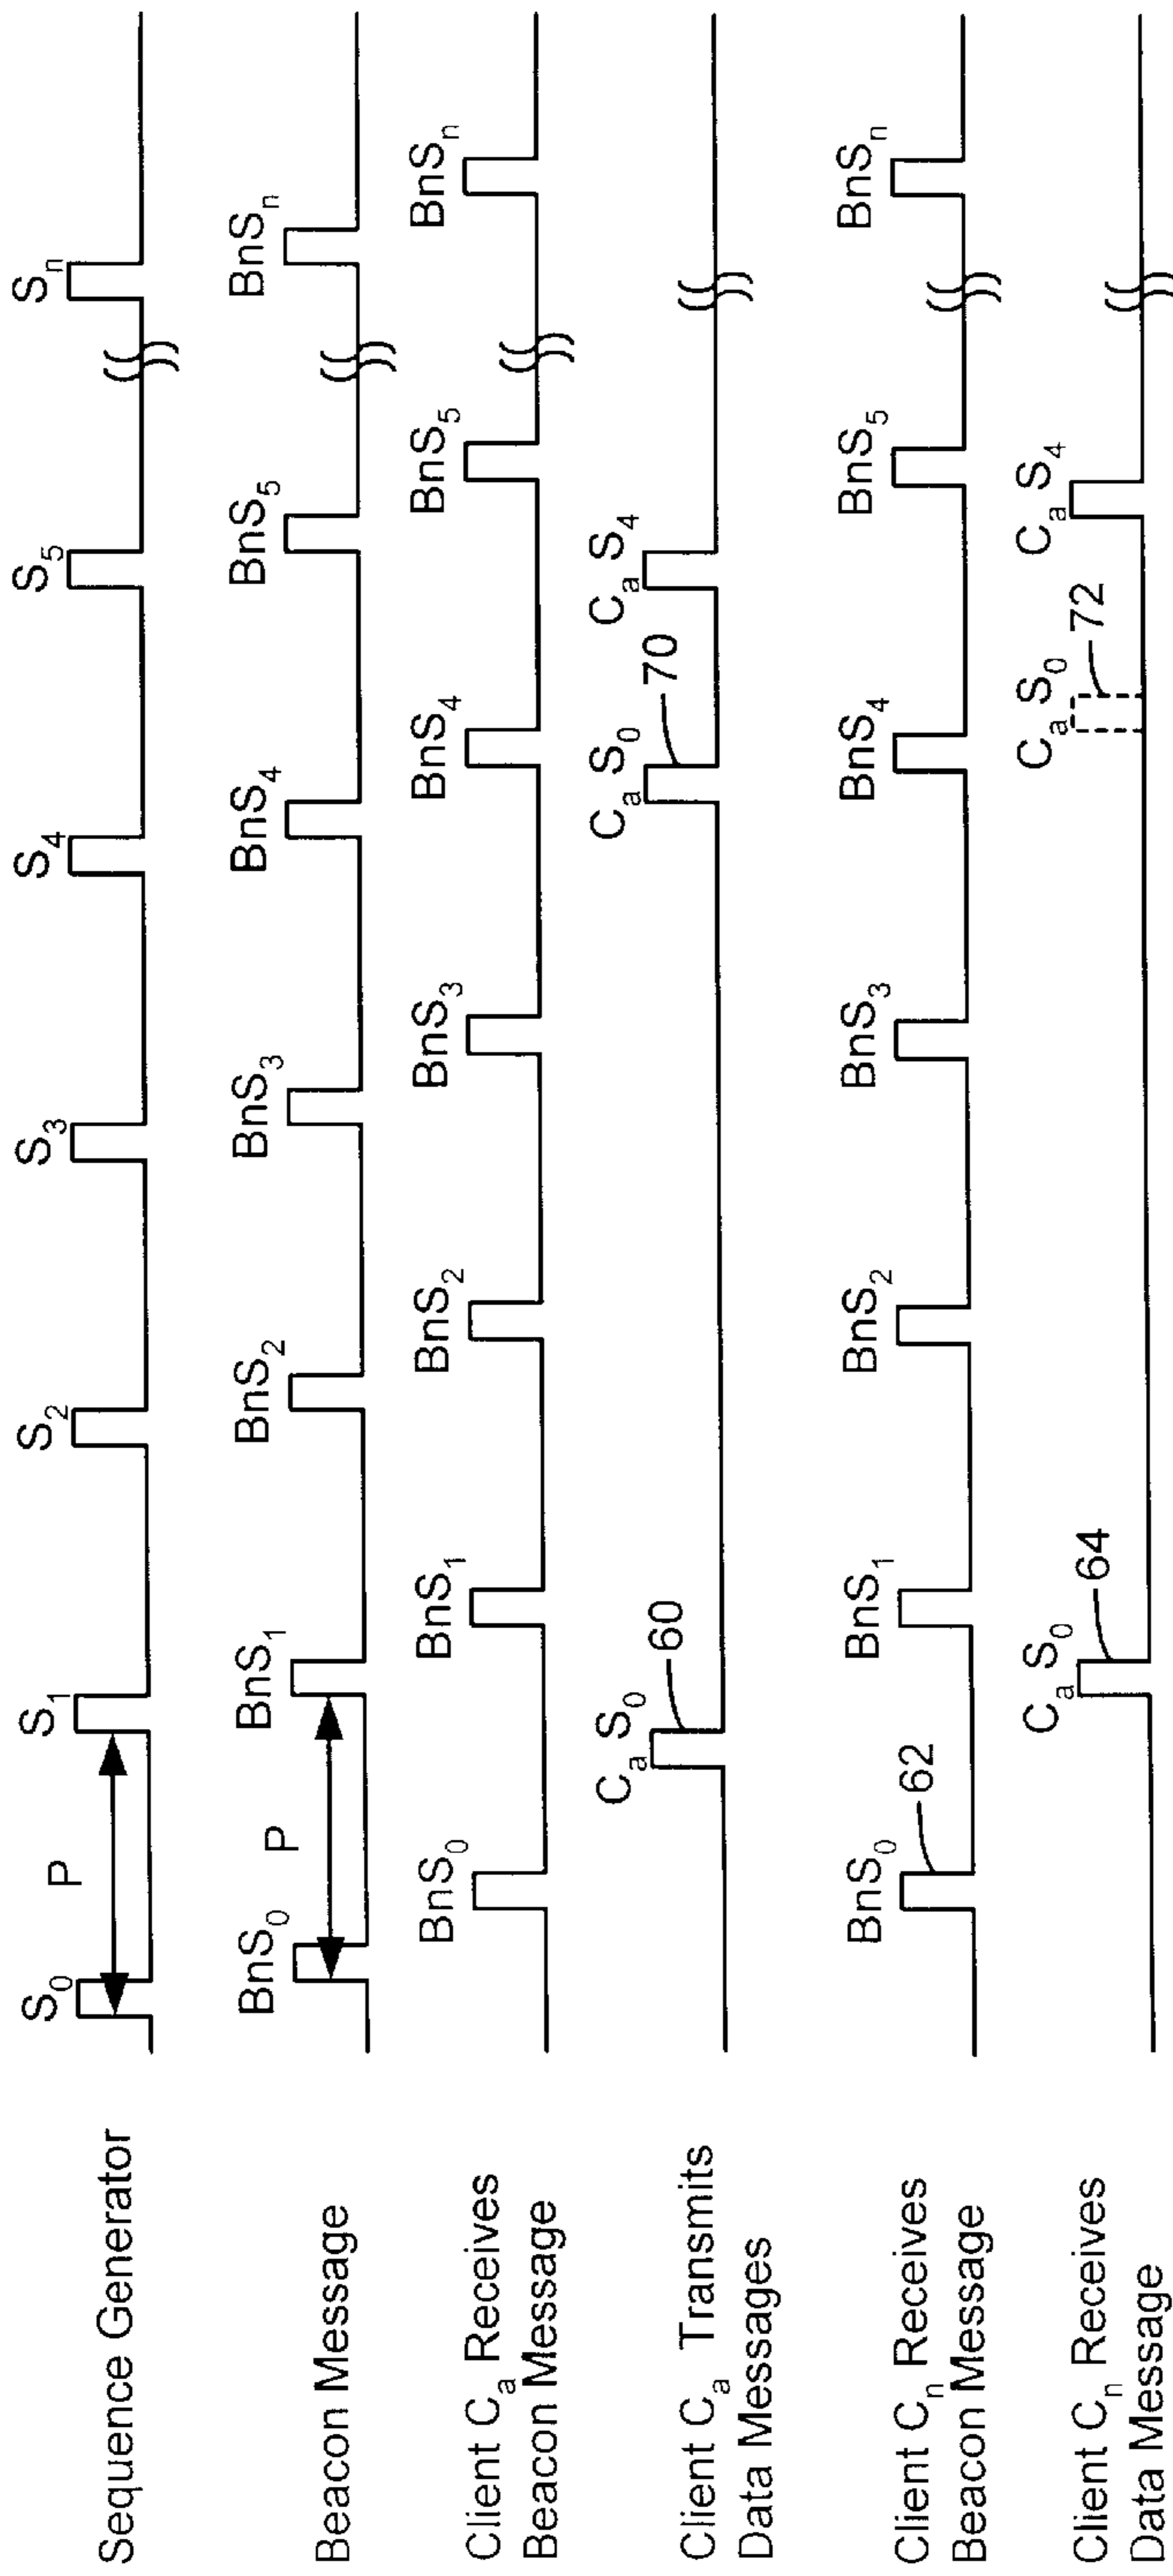 Sequence Generator
S0
P
S1
S2
S3
S4
S5
Sn
Beacon Message
BnS0
P
BnS1
BnS2
BnS3
BnS4
BnS5
BnSn
Client Ca Receives
Beacon Message
BnS0
BnS1
BnS2
BnS3
BnS4
BnS5
BnSn
Client Ca Transmits
Data Messages
Ca S0
60
Ca S0
70
Ca S4
Client Cn Receives
Beacon Message
BnS0
62
BnS1
BnS2
BnS3
BnS4
BnS5
BnSn
Client Cn Receives
Data Message
Ca S0
64
Ca S0
72
Ca S4